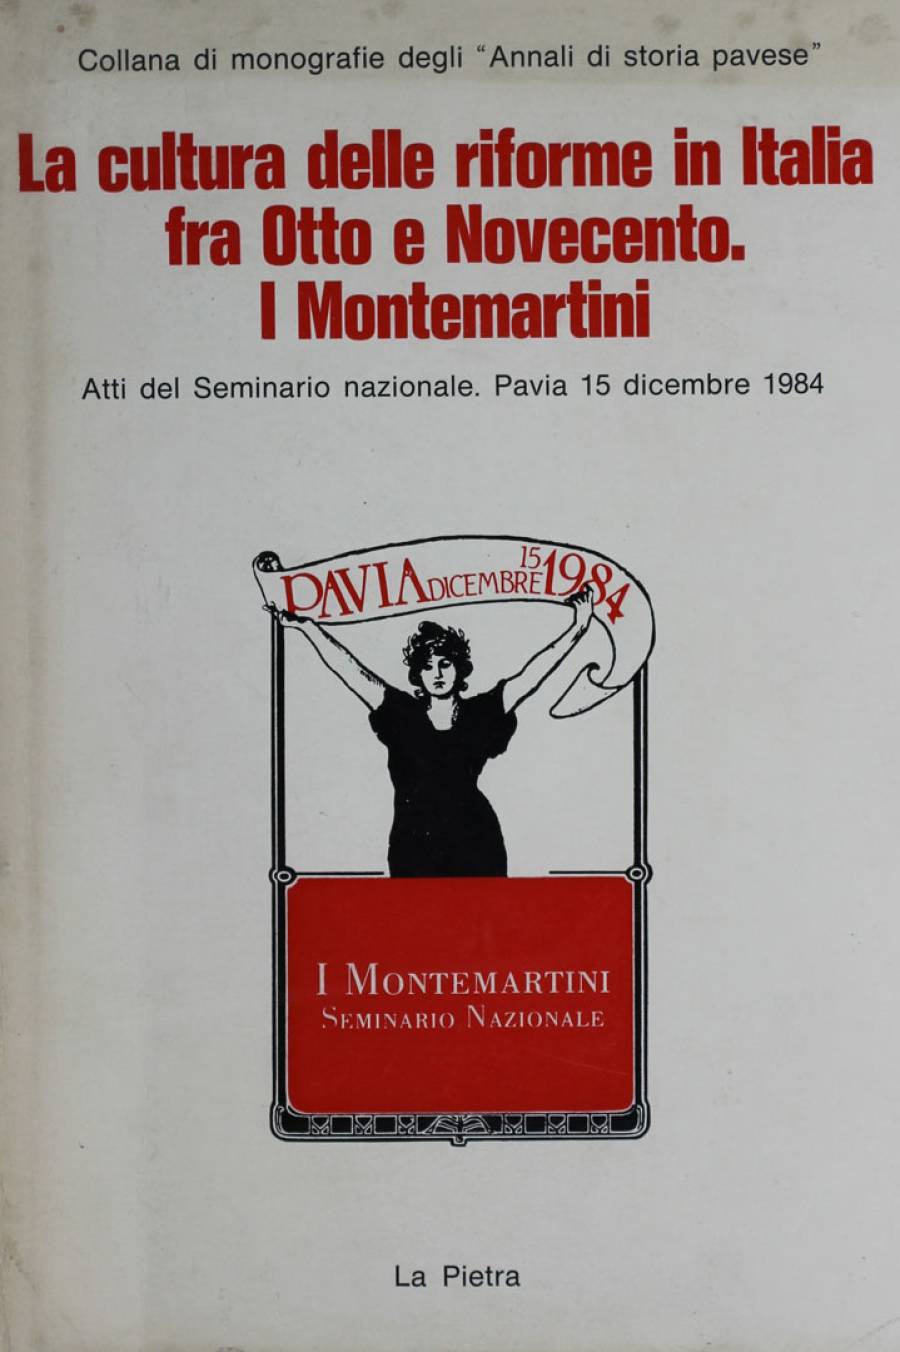 Collana di monografie degli "Annali di storia pavese"
La cultura delle riforme in Italia
fra Otto e Novecento.
I Montemartini
Atti del Seminario nazionale. Pavia 15 dicembre 1984
PAVIA DICEMBRE 15 1984
I MONTEMARTINI
SEMINARIO NAZIONALE
La Pietra